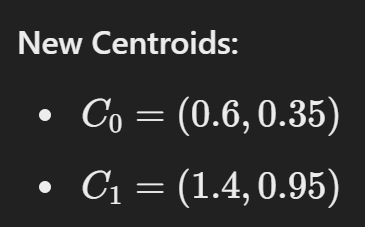 New Centroids:
• C₀ = (0.6, 0.35)
• C₁ = (1.4, 0.95)